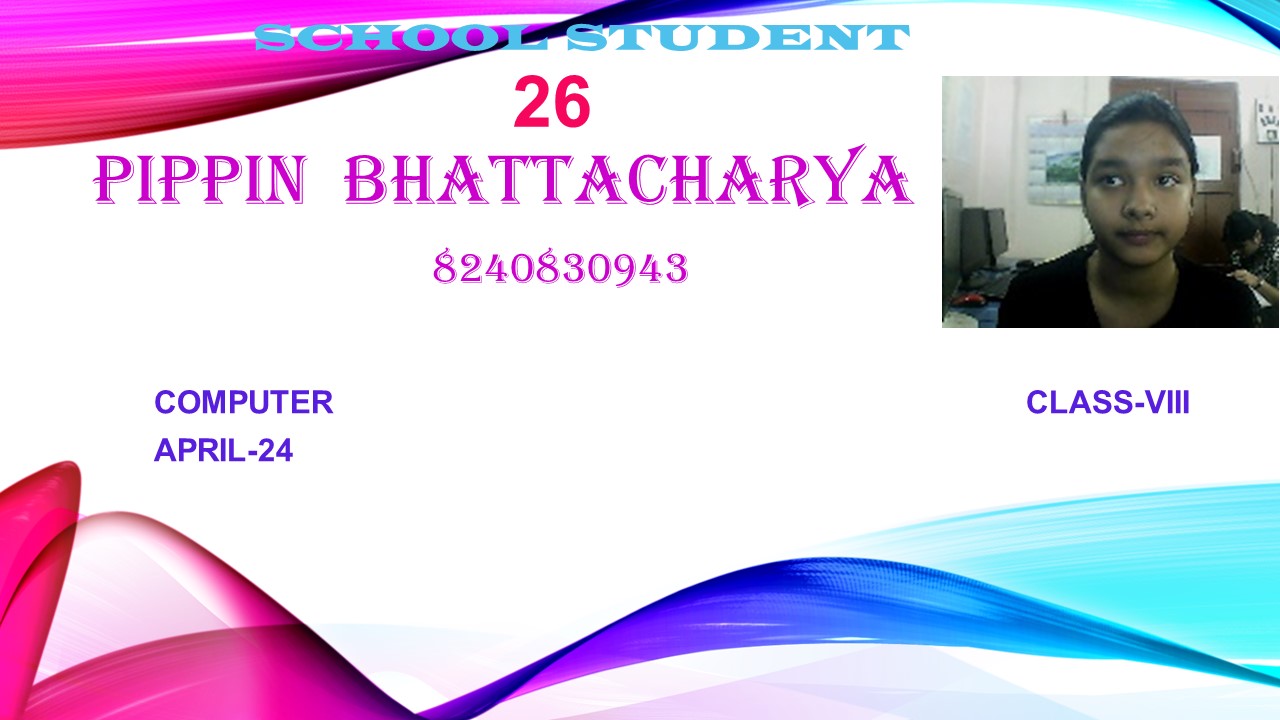 SCHOOL STUDENT
26
PIPPIN BHATTACHARYA
8240830943
COMPUTER CLASS-VIII
APRIL-24